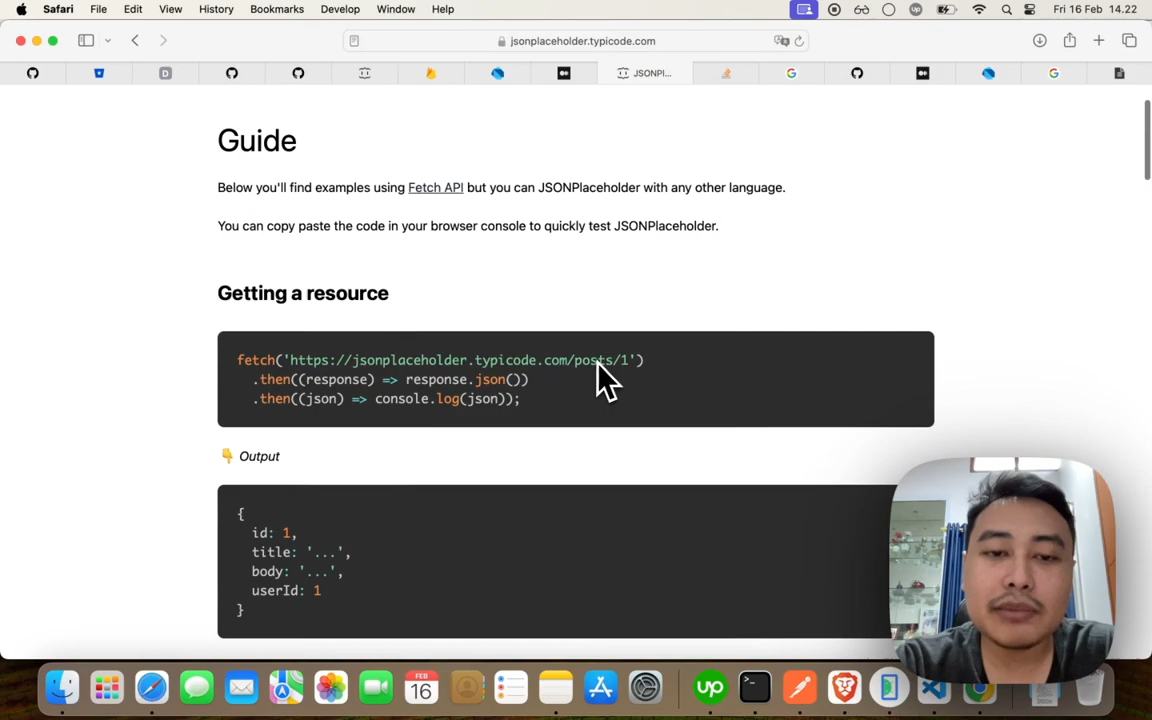 Safari File Edit View History Bookmarks Develop Window Help up Fri 16 Feb 14.22
jsonplaceholder.typicode.com
D JSONPl... G G
Guide
Below you'll find examples using Fetch API but you can JSONPlaceholder with any other language.
You can copy paste the code in your browser console to quickly test JSONPlaceholder.
Getting a resource
fetch('https://jsonplaceholder.typicode.com/posts/1')
.then((response) => response.json())
.then((json) => console.log(json));
👇 Output
{
id: 1,
title: '...',
body: '...',
userId: 1
}
FEB
16
up